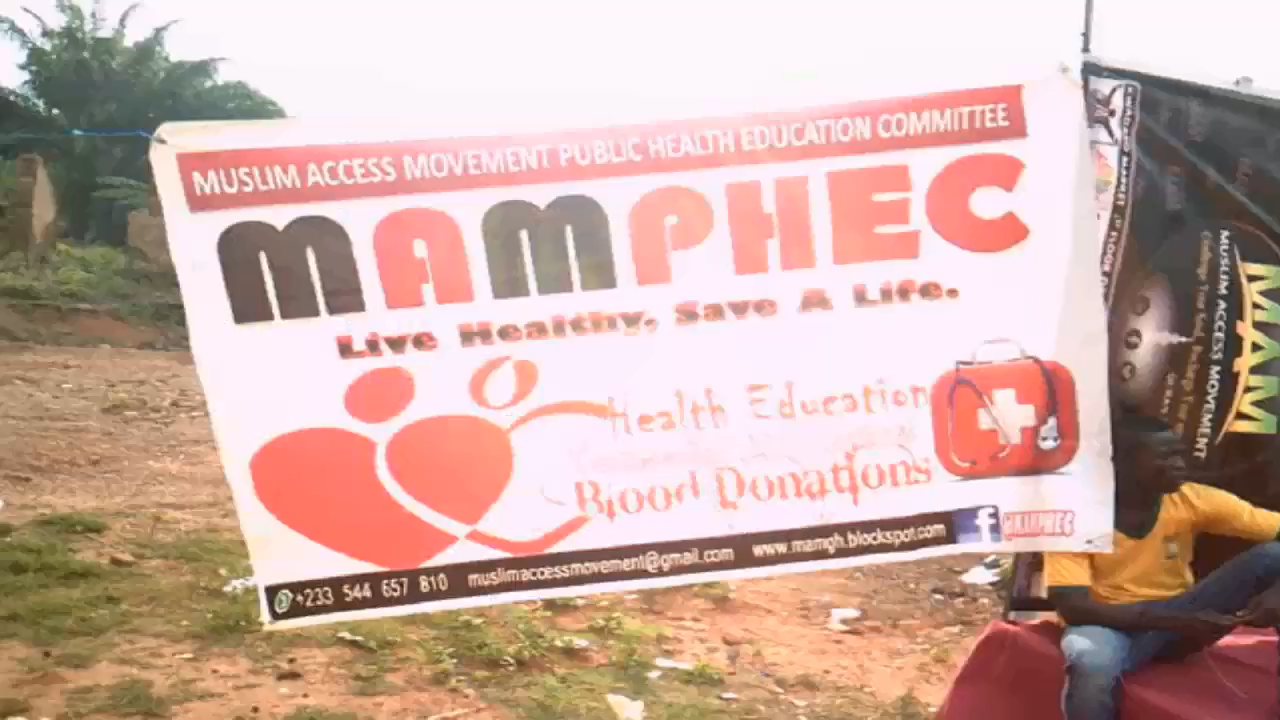 MUSLIM ACCESS MOVEMENT PUBLIC HEALTH EDUCATION COMMITTEE
MAMPHEC
Live Healthy, Save A Life.
Health Education
Blood Donations
+233 544 657 810 muslimaccessmovement@gmail.com www.mamgh.blockspot.com f @MAMPHEC
MAM
MUSLIM ACCESS MOVEMENT